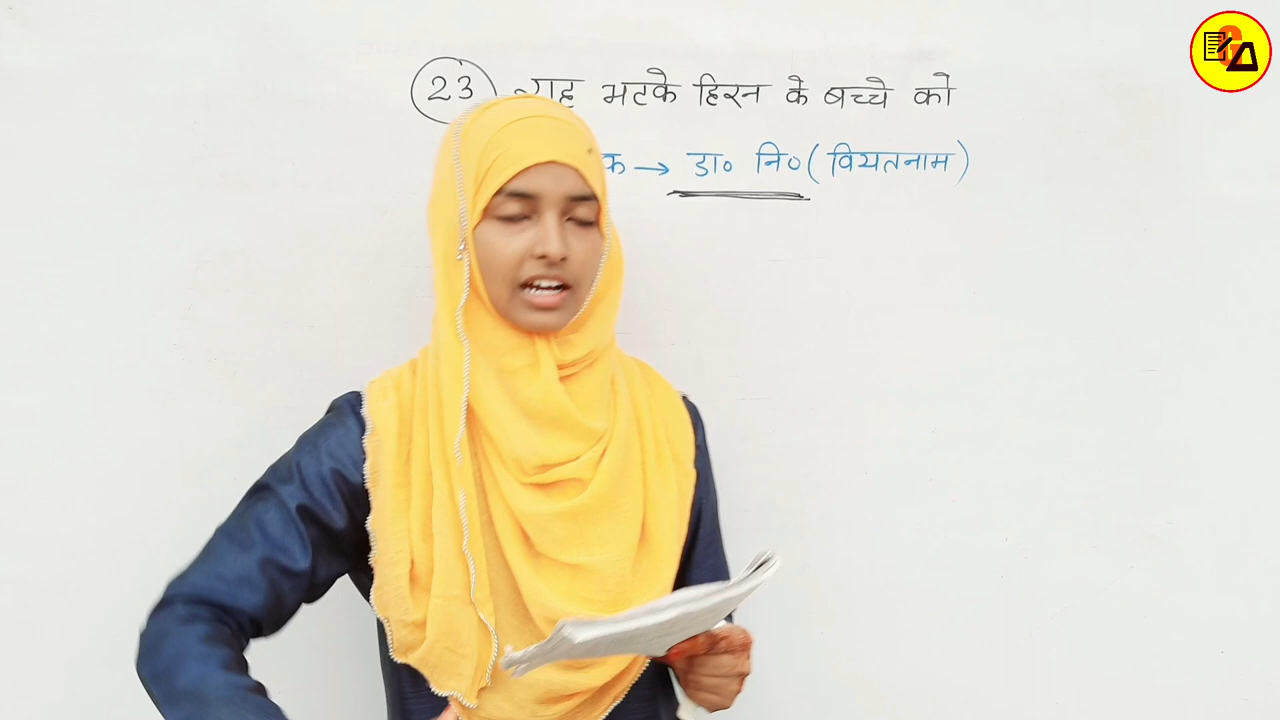 23 राह भटके हिरन के बच्चे को
→ डा० नि० (वियतनाम)